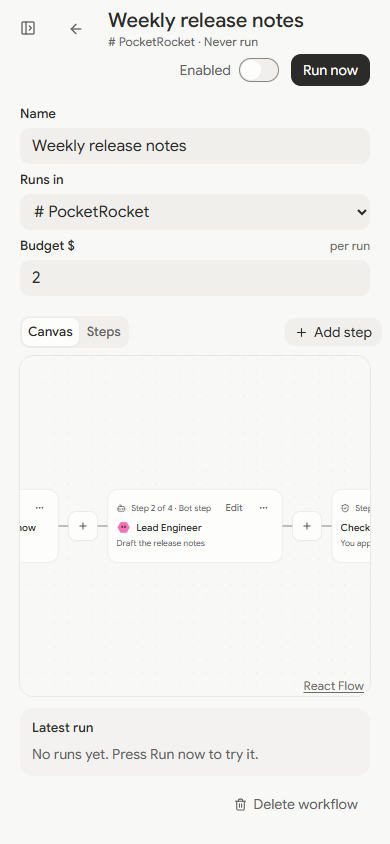 Weekly release notes
# PocketRocket · Never run
Enabled
Run now
Name
Weekly release notes
Runs in
# PocketRocket
Budget $
per run
2
Canvas
Steps
+ Add step
Step 2 of 4 · Bot step
Edit
Lead Engineer
Draft the release notes
Check
React Flow
Latest run
No runs yet. Press Run now to try it.
Delete workflow